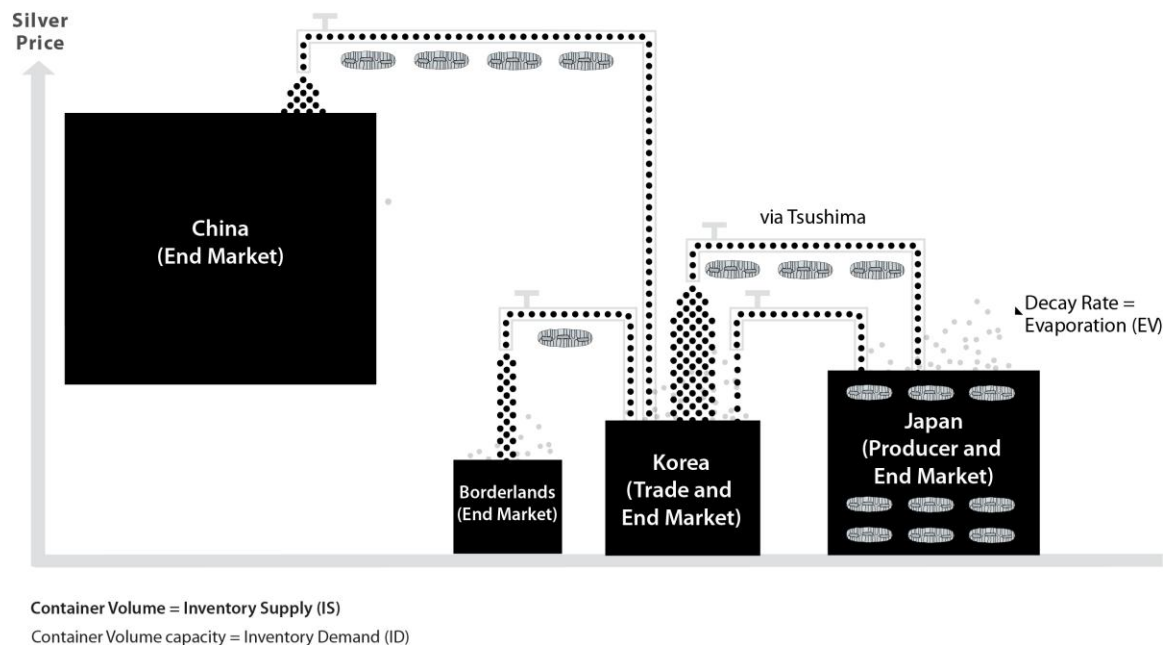 Silver
Price
China
(End Market)
via Tsushima
Decay Rate =
Evaporation (EV)
Borderlands
(End Market)
Korea
(Trade and
End Market)
Japan
(Producer and
End Market)
Container Volume = Inventory Supply (IS)
Container Volume capacity = Inventory Demand (ID)